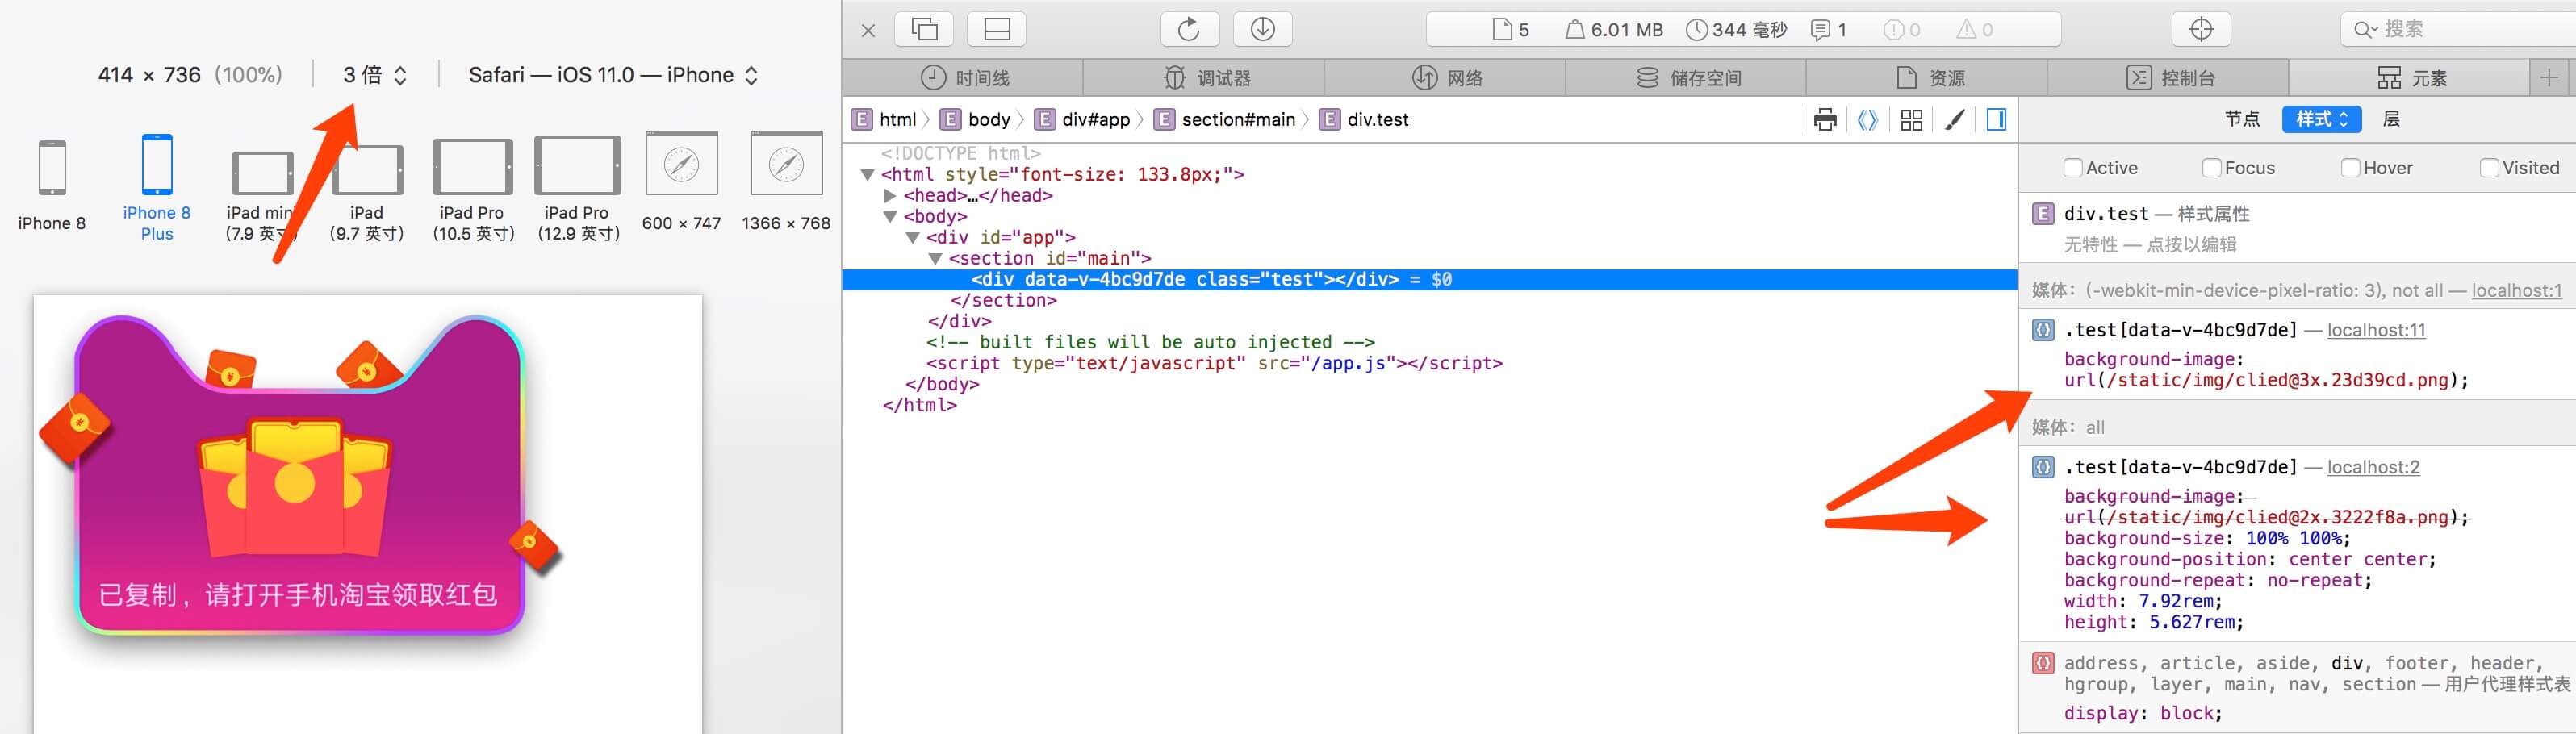 414 × 736 (100%)
3 倍
Safari — iOS 11.0 — iPhone
iPhone 8
iPhone 8
Plus
iPad mini
(7.9 英寸)
iPad
(9.7 英寸)
iPad Pro
(10.5 英寸)
iPad Pro
(12.9 英寸)
600 × 747
1366 × 768
已复制，请打开手机淘宝领取红包
5
6.01 MB
344 毫秒
1
0
0
搜索
时间线
调试器
网络
储存空间
资源
控制台
元素
E html
E body
E div#app
E section#main
E div.test
节点
样式
层
<!DOCTYPE html>
<html style="font-size: 133.8px;">
<head>…</head>
<body>
<div id="app">
<section id="main">
<div data-v-4bc9d7de class="test"></div> = $0
</section>
</div>
<!-- built files will be auto injected -->
<script type="text/javascript" src="/app.js"></script>
</body>
</html>
Active
Focus
Hover
Visited
E div.test — 样式属性
无特性 — 点按以编辑
媒体：(-webkit-min-device-pixel-ratio: 3), not all — localhost:1
.test[data-v-4bc9d7de] — localhost:11
background-image:
url(/static/img/clied@3x.23d39cd.png);
媒体：all
.test[data-v-4bc9d7de] — localhost:2
background-image:
url(/static/img/clied@2x.3222f8a.png);
background-size: 100% 100%;
background-position: center center;
background-repeat: no-repeat;
width: 7.92rem;
height: 5.627rem;
address, article, aside, div, footer, header,
hgroup, layer, main, nav, section — 用户代理样式表
display: block;